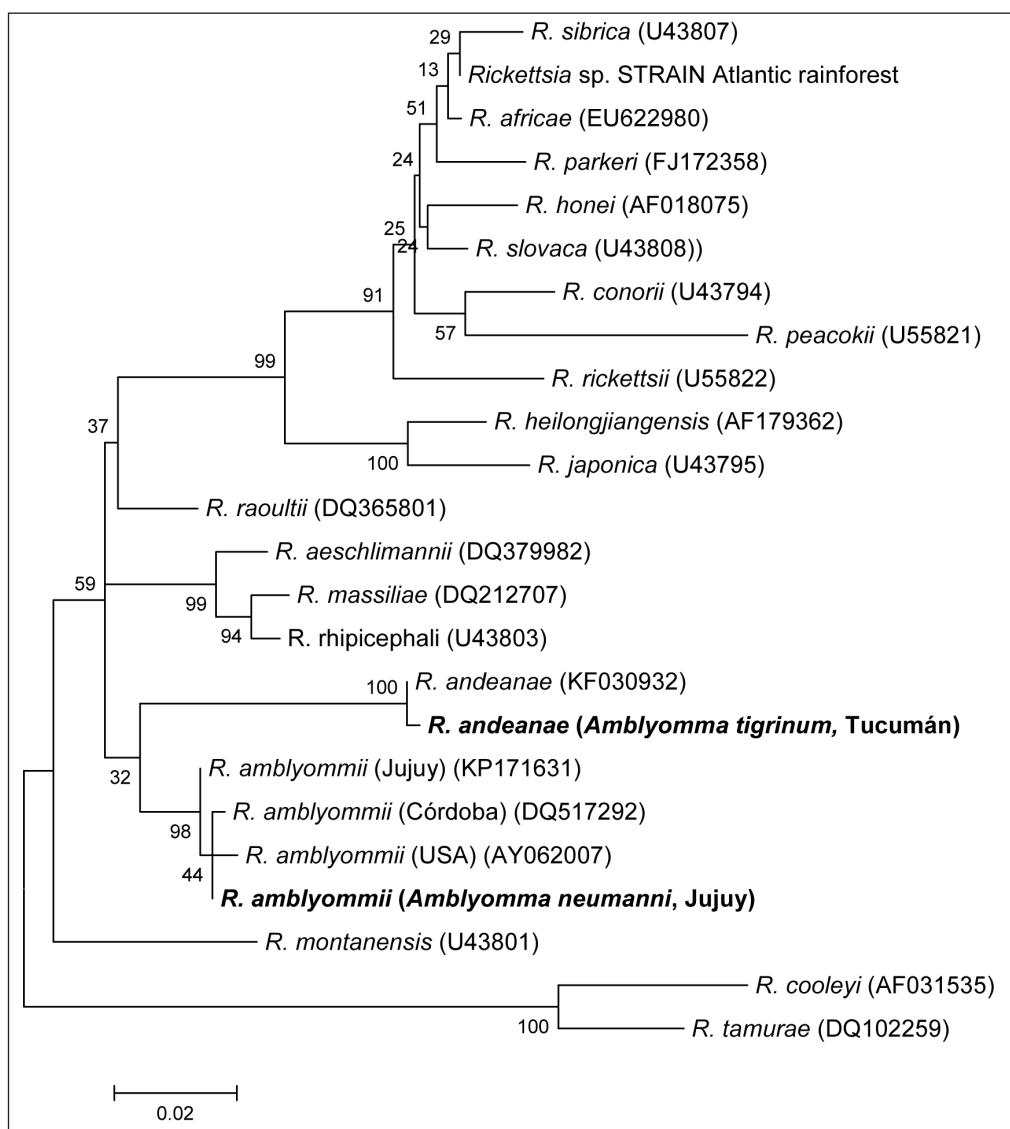 29
R. sibrica (U43807)
13
Rickettsia sp. STRAIN Atlantic rainforest
51
R. africae (EU622980)
24
R. parkeri (FJ172358)
R. honei (AF018075)
25
24
R. slovaca (U43808))
91
R. conorii (U43794)
57
R. peacokii (U55821)
99
R. rickettsii (U55822)
37
R. heilongjiangensis (AF179362)
100
R. japonica (U43795)
R. raoultii (DQ365801)
59
R. aeschlimannii (DQ379982)
99
R. massiliae (DQ212707)
94
R. rhipicephali (U43803)
100
R. andeanae (KF030932)
R. andeanae (Amblyomma tigrinum, Tucumán)
32
R. amblyommii (Jujuy) (KP171631)
98
R. amblyommii (Córdoba) (DQ517292)
44
R. amblyommii (USA) (AY062007)
R. amblyommii (Amblyomma neumanni, Jujuy)
R. montanensis (U43801)
R. cooleyi (AF031535)
100
R. tamurae (DQ102259)
0.02